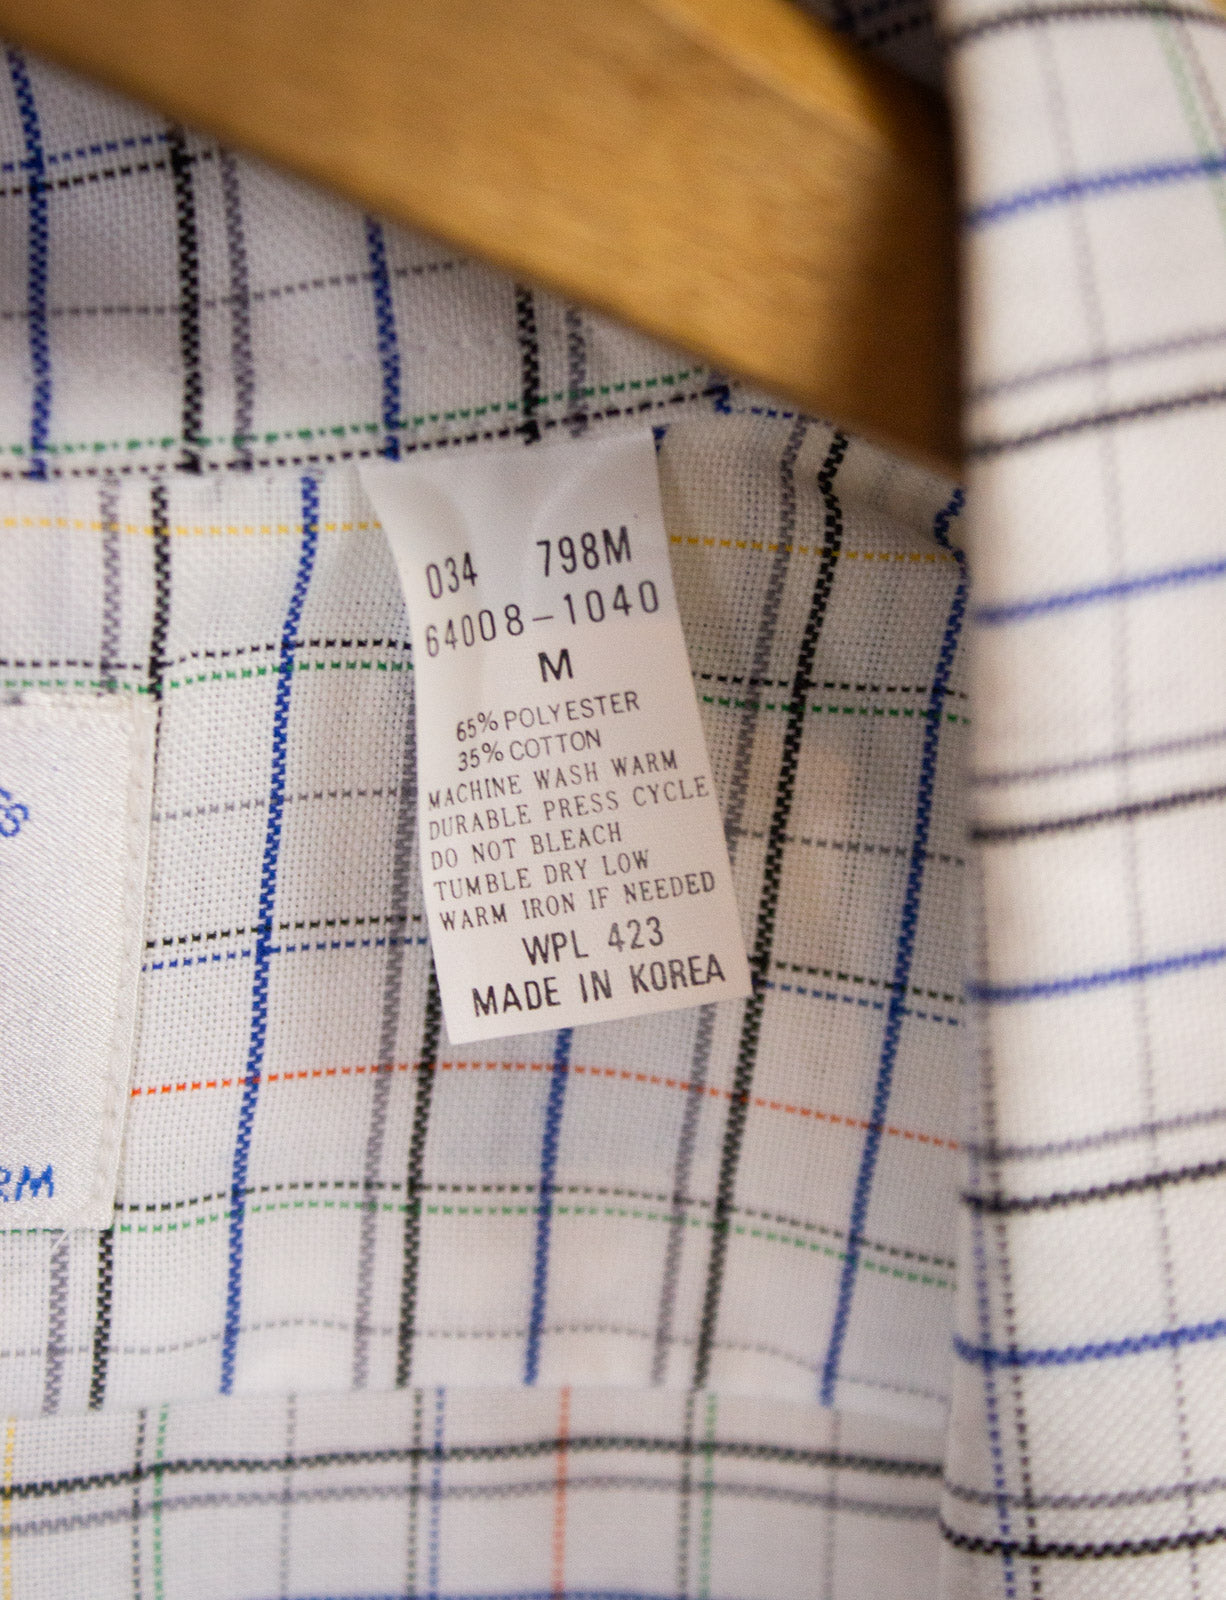 034 798M
64008-1040
M
65% POLYESTER
35% COTTON
MACHINE WASH WARM
DURABLE PRESS CYCLE
DO NOT BLEACH
TUMBLE DRY LOW
WARM IRON IF NEEDED
WPL 423
MADE IN KOREA